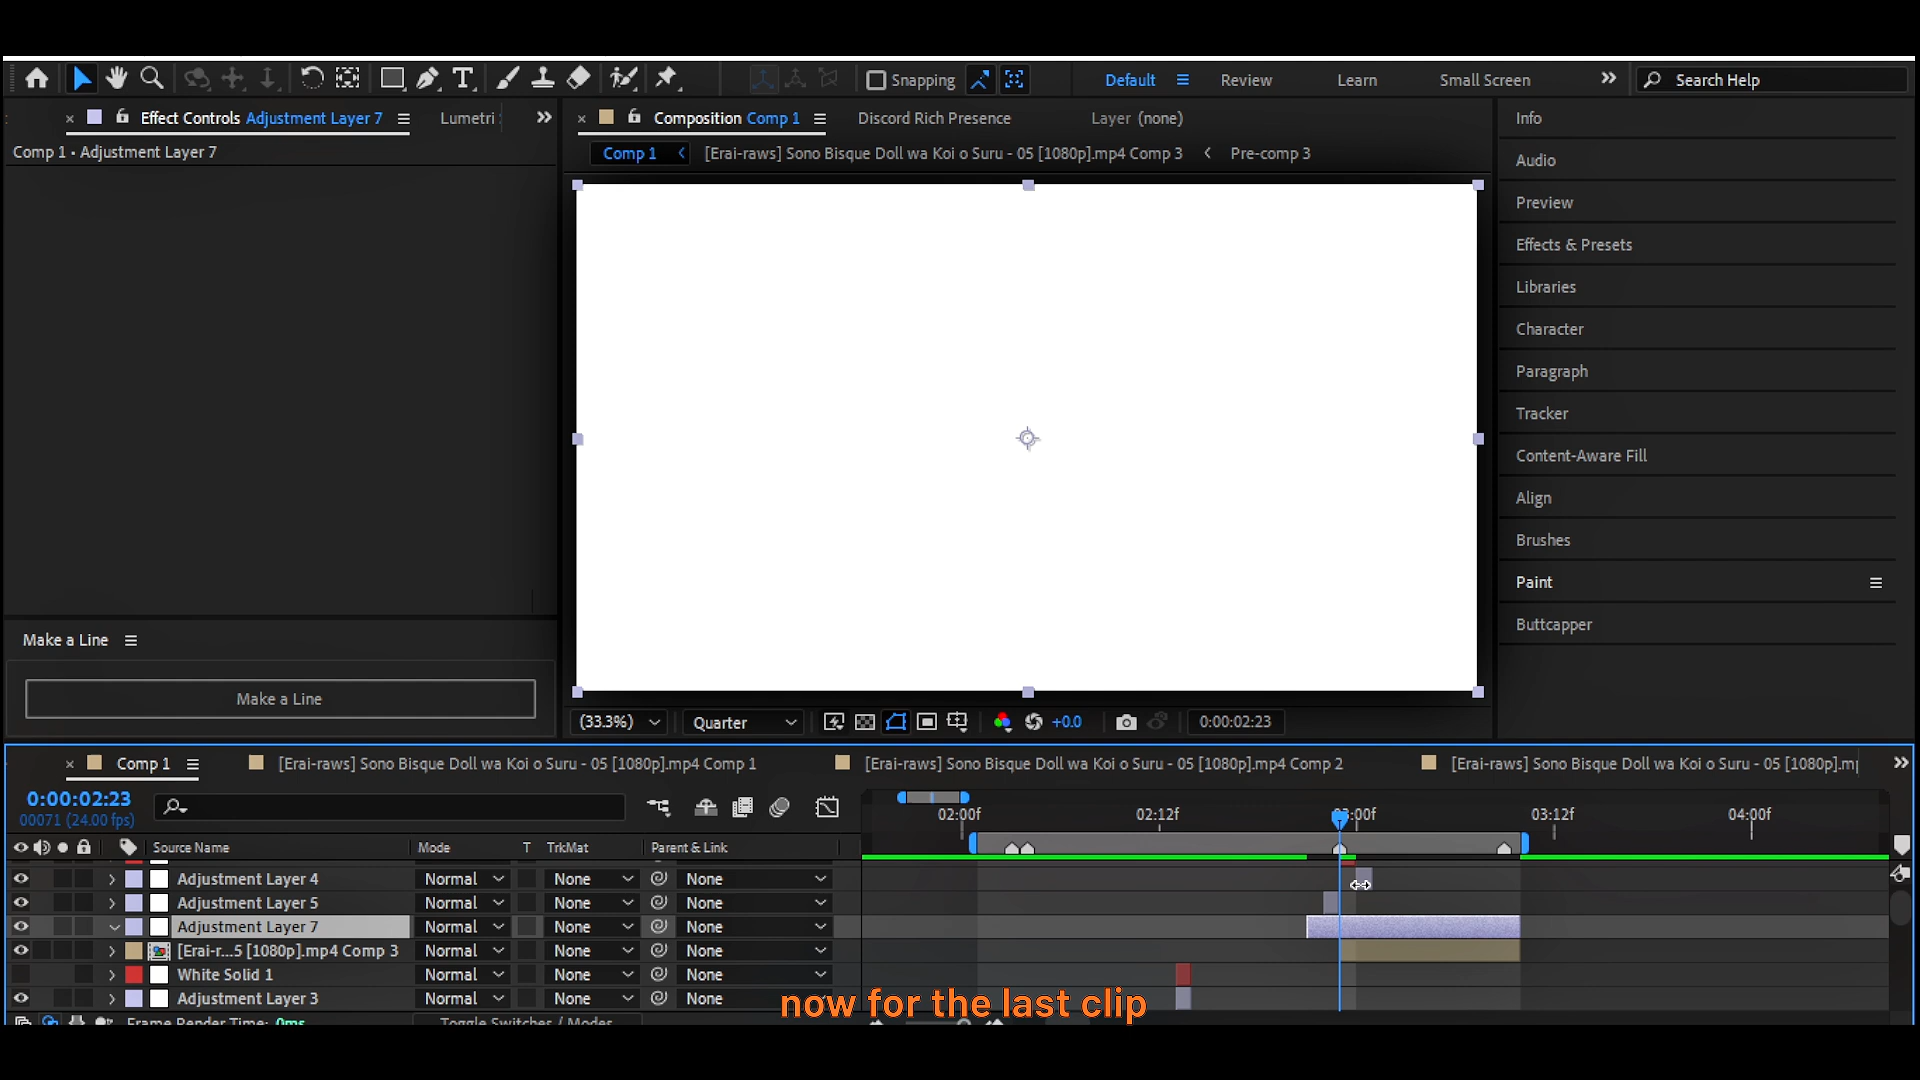 Snapping
Default
Review
Learn
Small Screen
Search Help
Effect Controls Adjustment Layer 7
Lumetri
Composition Comp 1
Discord Rich Presence
Layer (none)
Info
Comp 1 • Adjustment Layer 7
Comp 1
[Erai-raws] Sono Bisque Doll wa Koi o Suru - 05 [1080p].mp4 Comp 3
Pre-comp 3
Audio
Preview
Effects & Presets
Libraries
Character
Paragraph
Tracker
Content-Aware Fill
Align
Brushes
Paint
Buttcapper
Make a Line
Make a Line
(33.3%)
Quarter
+0.0
0:00:02:23
Comp 1
[Erai-raws] Sono Bisque Doll wa Koi o Suru - 05 [1080p].mp4 Comp 1
[Erai-raws] Sono Bisque Doll wa Koi o Suru - 05 [1080p].mp4 Comp 2
[Erai-raws] Sono Bisque Doll wa Koi o Suru - 05 [1080p].m
0:00:02:23
00071 (24.00 fps)
02:00f
02:12f
:00f
03:12f
04:00f
Source Name
Mode
T
TrkMat
Parent & Link
Adjustment Layer 4
Normal
None
None
Adjustment Layer 5
Normal
None
None
Adjustment Layer 7
Normal
None
None
[Erai-r...5 [1080p].mp4 Comp 3
Normal
None
None
White Solid 1
Normal
None
None
Adjustment Layer 3
Normal
None
None
now for the last clip
Frame Render Time: 0ms
Toggle Switches / Modes